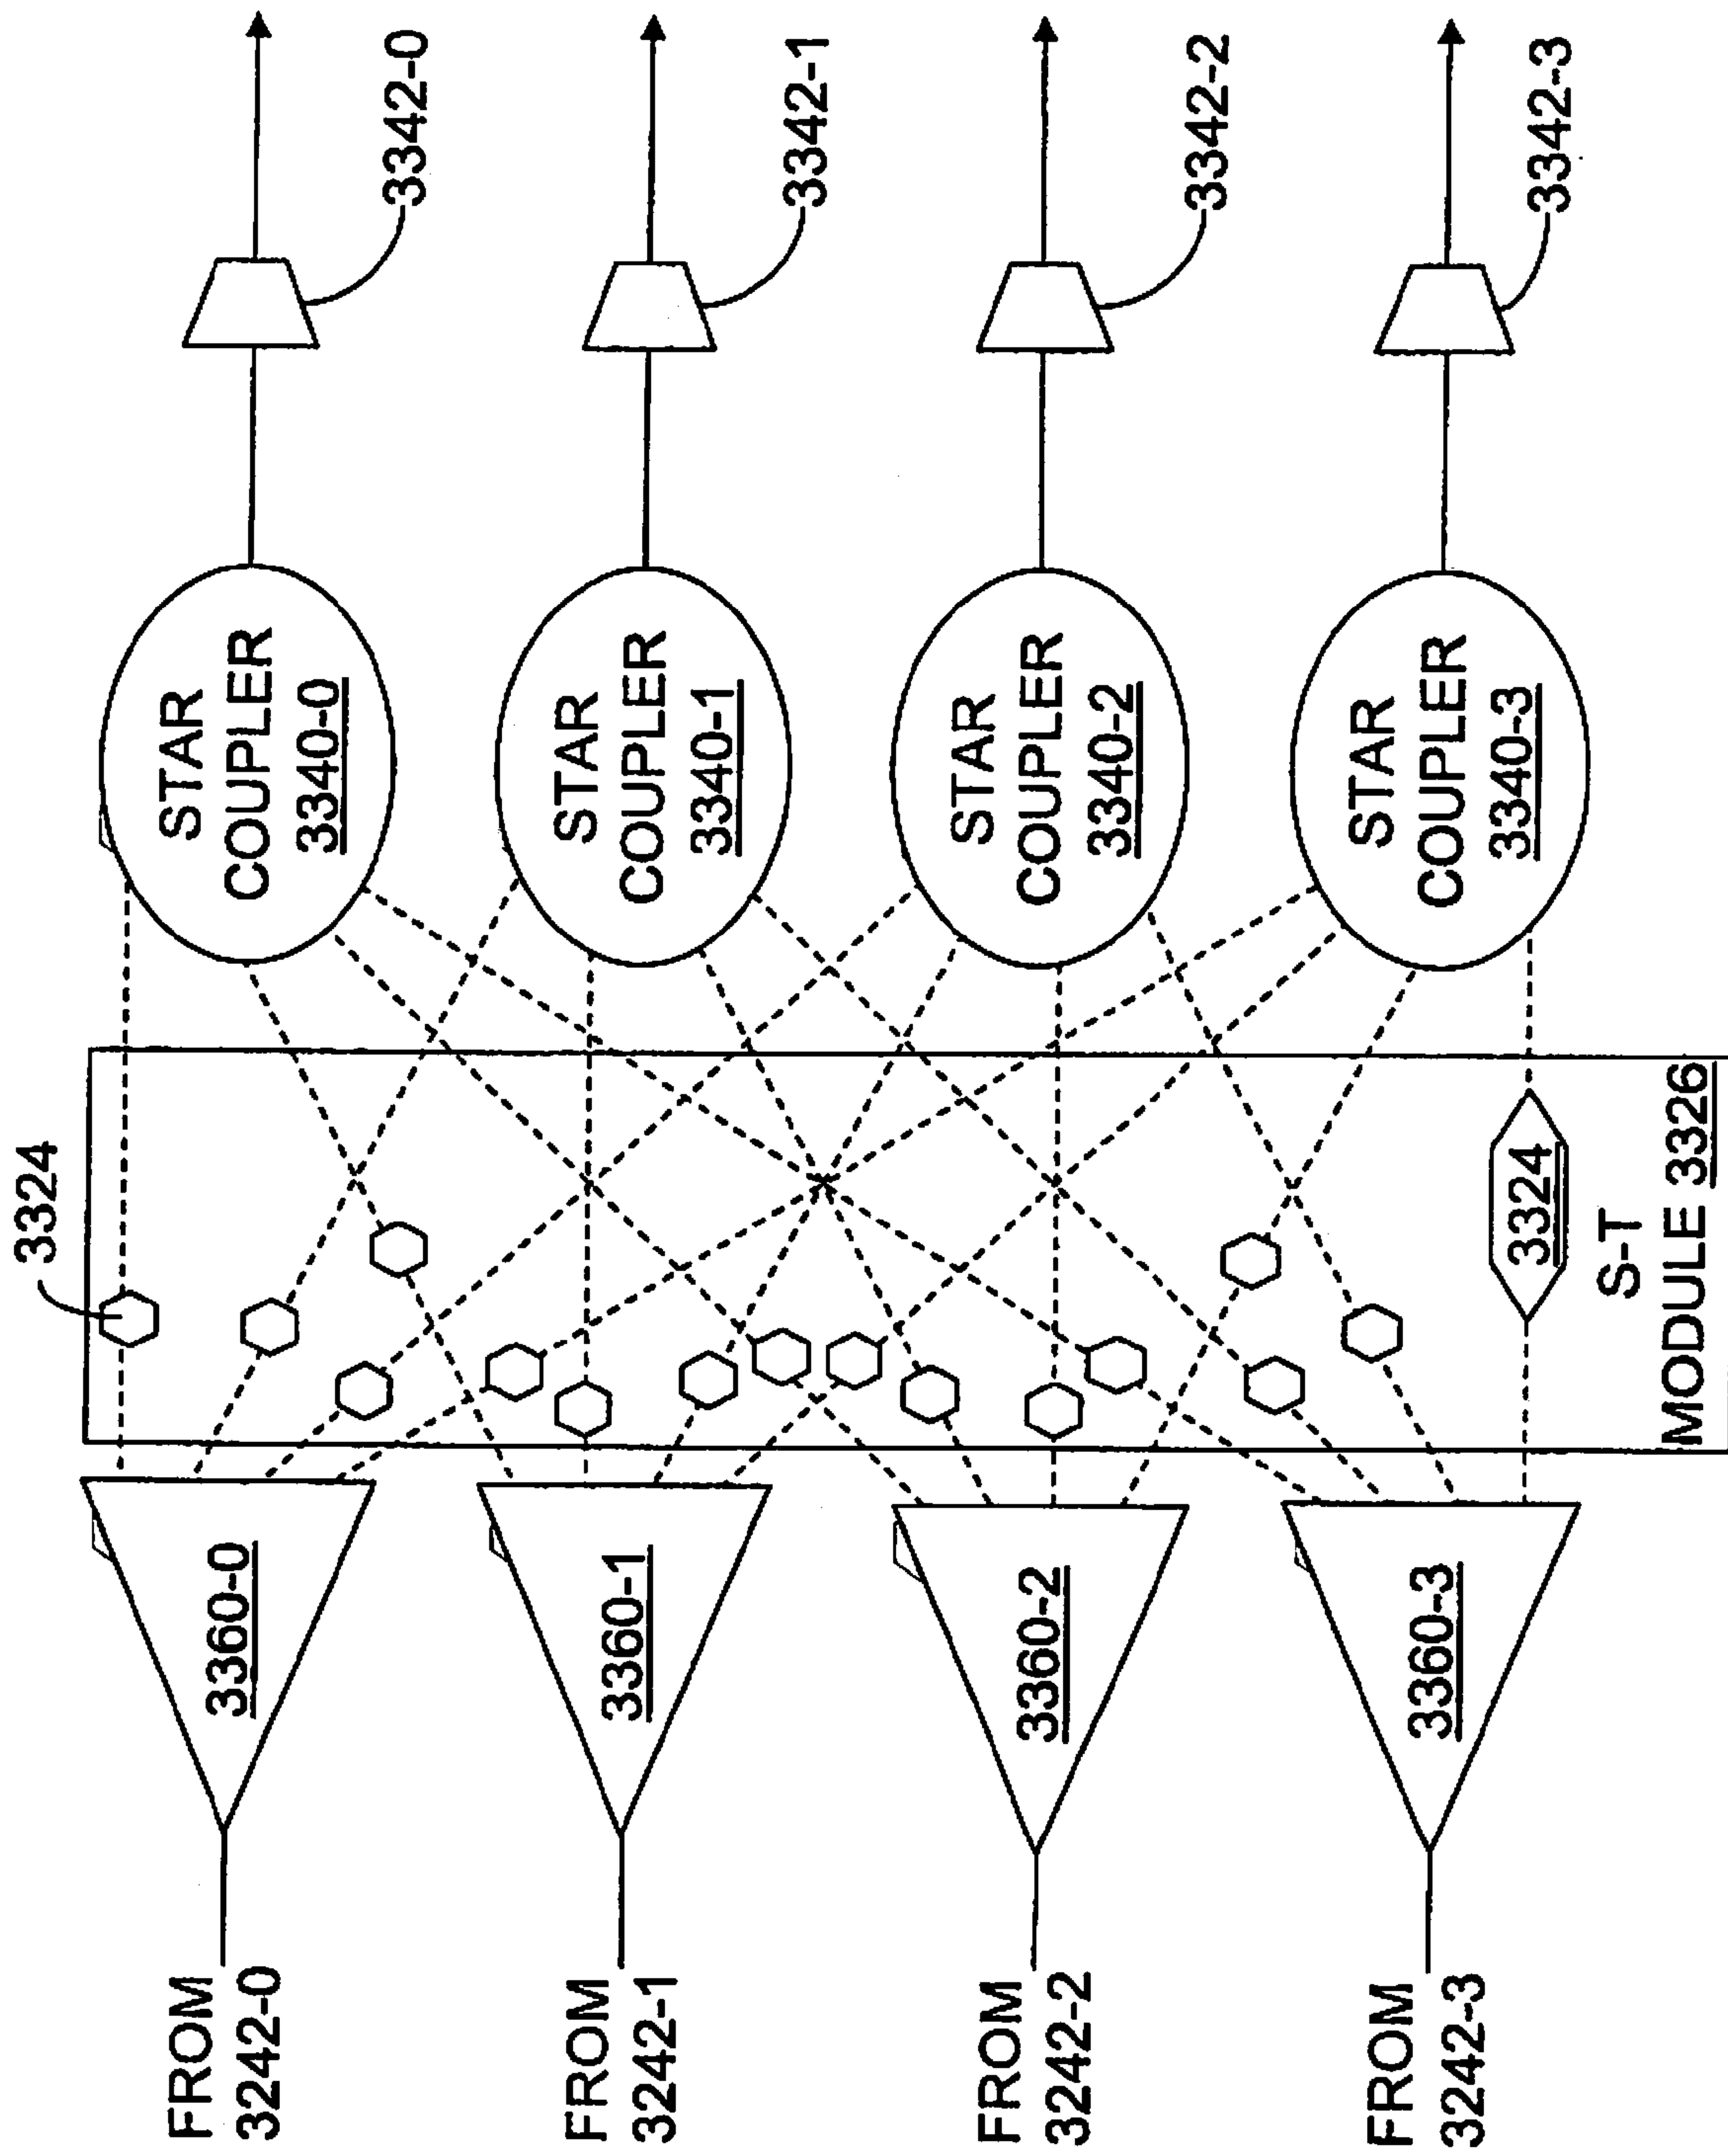 FROM
3242-0
3360-0
3324
STAR
COUPLER
3340-0
3342-0
FROM
3242-1
3360-1
STAR
COUPLER
3340-1
3342-1
FROM
3242-2
3360-2
STAR
COUPLER
3340-2
3342-2
FROM
3242-3
3360-3
3324
STAR
COUPLER
3340-3
3342-3
S-T
MODULE 3326